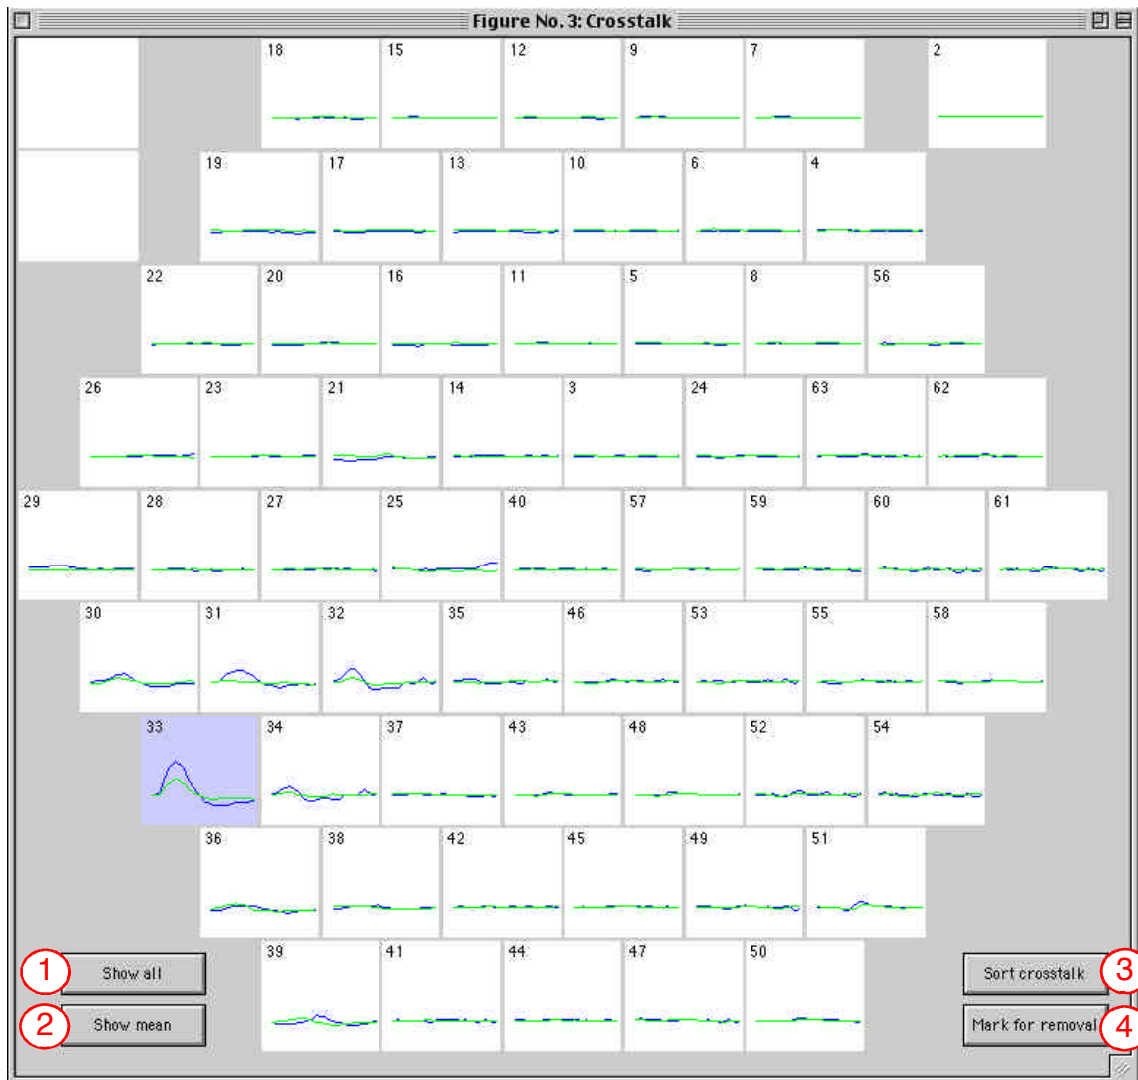 Figure No. 3: Crosstalk
18 15 12 9 7 2
19 17 13 10 6 4
22 20 16 11 5 8 56
26 23 21 14 3 24 63 62
29 28 27 25 40 57 59 60 61
30 31 32 35 46 53 55 58
33 34 37 43 48 52 54
36 38 42 45 49 51
39 41 44 47 50
1 Show all Sort crosstalk 3
2 Show mean Mark for removal 4